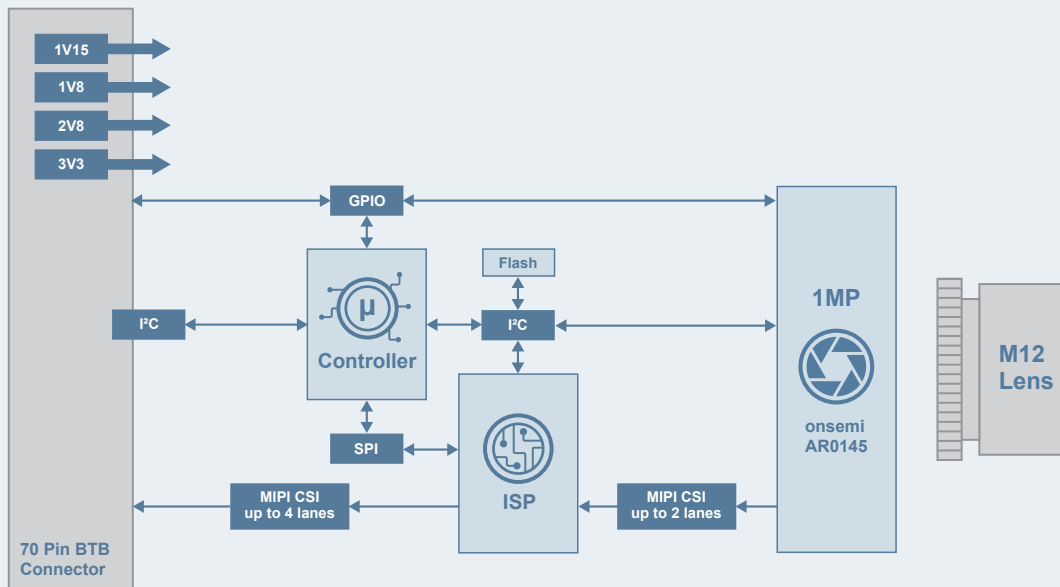 1V15
1V8
2V8
3V3
GPIO
Flash
I²C
µ
I²C
Controller
1MP
onsemi
AR0145
M12
Lens
SPI
ISP
MIPI CSI
up to 4 lanes
MIPI CSI
up to 2 lanes
70 Pin BTB
Connector